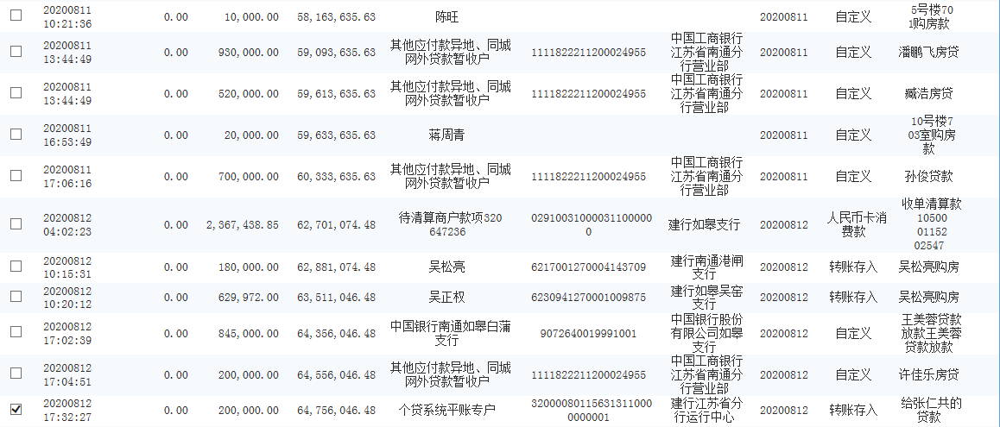 20200811
10:21:36
0.00
10,000.00
58,163,635.63
陈旺
20200811
自定义
5号楼70
1购房款
20200811
13:44:49
0.00
930,000.00
59,093,635.63
其他应付款异地、同城
网外贷款暂收户
1111822211200024955
中国工商银行
江苏省南通分
行营业部
20200811
自定义
潘鹏飞房贷
20200811
13:44:49
0.00
520,000.00
59,613,635.63
其他应付款异地、同城
网外贷款暂收户
1111822211200024955
中国工商银行
江苏省南通分
行营业部
20200811
自定义
臧浩房贷
20200811
16:53:49
0.00
20,000.00
59,633,635.63
蒋周青
20200811
自定义
10号楼7
03室购房
款
20200811
17:06:16
0.00
700,000.00
60,333,635.63
其他应付款异地、同城
网外贷款暂收户
1111822211200024955
中国工商银行
江苏省南通分
行营业部
20200811
自定义
孙俊贷款
20200812
04:02:23
0.00
2,367,438.85
62,701,074.48
待清算商户款项320
647236
02910031000031100000
0
建行如皋支行
20200812
人民币卡消
费款
收单清算款
10500
01152
02547
20200812
10:15:31
0.00
180,000.00
62,881,074.48
吴松亮
6217001270004143709
建行南通港闸
支行
20200812
转账存入
吴松亮购房
20200812
10:20:12
0.00
629,972.00
63,511,046.48
吴正权
6230941270001009875
建行如皋吴窑
支行
20200812
转账存入
吴松亮购房
20200812
17:02:39
0.00
845,000.00
64,356,046.48
中国银行南通如皋白蒲
支行
9072640019991001
中国银行股份
有限公司如皋
支行
20200812
自定义
王美蓉贷款
放款王美蓉
贷款放款
20200812
17:04:51
0.00
200,000.00
64,556,046.48
其他应付款异地、同城
网外贷款暂收户
1111822211200024955
中国工商银行
江苏省南通分
行营业部
20200812
自定义
许佳乐房贷
20200812
17:32:27
0.00
200,000.00
64,756,046.48
个贷系统平账专户
32000080115631311000
0000001
建行江苏省分
行运行中心
20200812
转账存入
给张仁共的
贷款